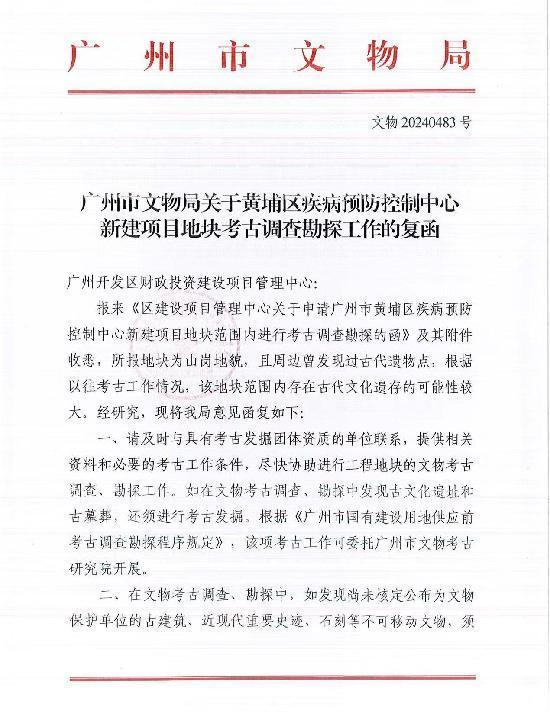 广州市文物局
文物 20240483 号
广州市文物局关于黄埔区疾病预防控制中心
新建项目地块考古调查勘探工作的复函
广州开发区财政投资建设项目管理中心：
报来《区建设项目管理中心关于申请广州市黄埔区疾病预防
控制中心新建项目地块范围内进行考古调查勘探的函》及其附件
收悉，所报地块为山岗地貌，且周边曾发现过古代遗物点，根据
以往考古工作情况，该地块范围内存在古代文化遗存的可能性较
大。经研究，现将我局意见函复如下：
一、请及时与具有考古发掘团体资质的单位联系，提供相关
资料和必要的考古工作条件，尽快协助进行工程地块的文物考古
调查、勘探工作。如在文物考古调查、勘探中发现古文化遗址和
古墓葬，还须进行考古发掘。根据《广州市国有建设用地供应前
考古调查勘探程序规定》，该项考古工作可委托广州市文物考古
研究院开展。
二、在文物考古调查、勘探中，如发现尚未核定公布为文物
保护单位的古建筑、近现代重要史迹、石刻等不可移动文物，须